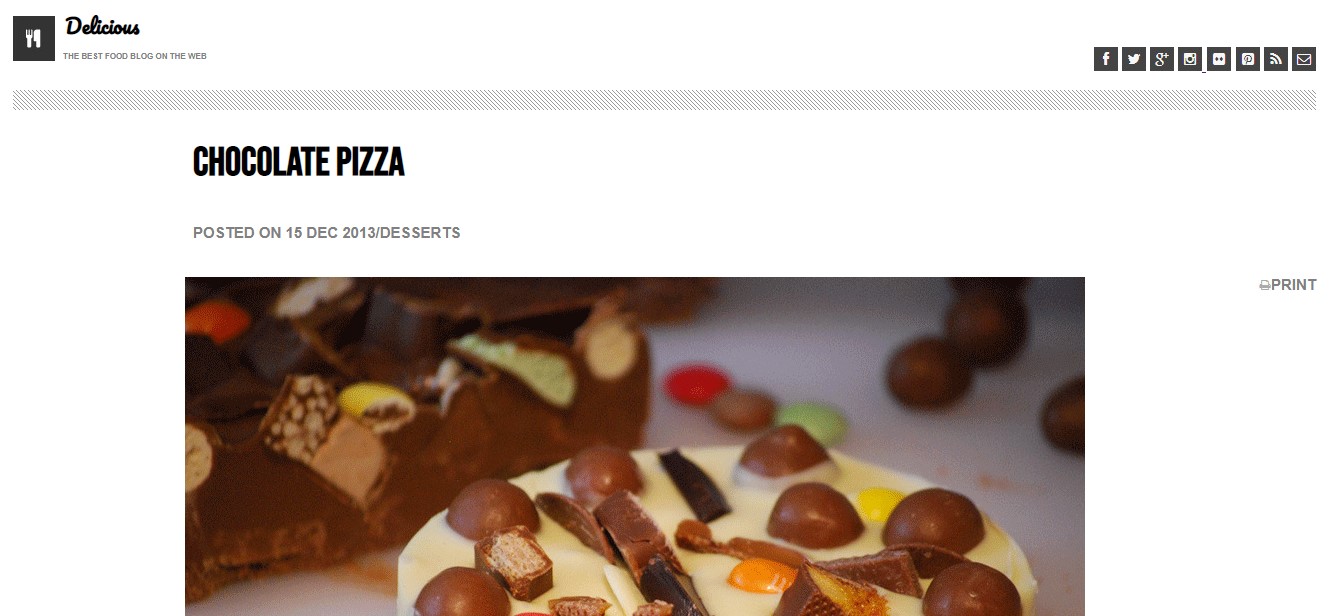 Delicious
THE BEST FOOD BLOG ON THE WEB
CHOCOLATE PIZZA
POSTED ON 15 DEC 2013/DESSERTS
PRINT